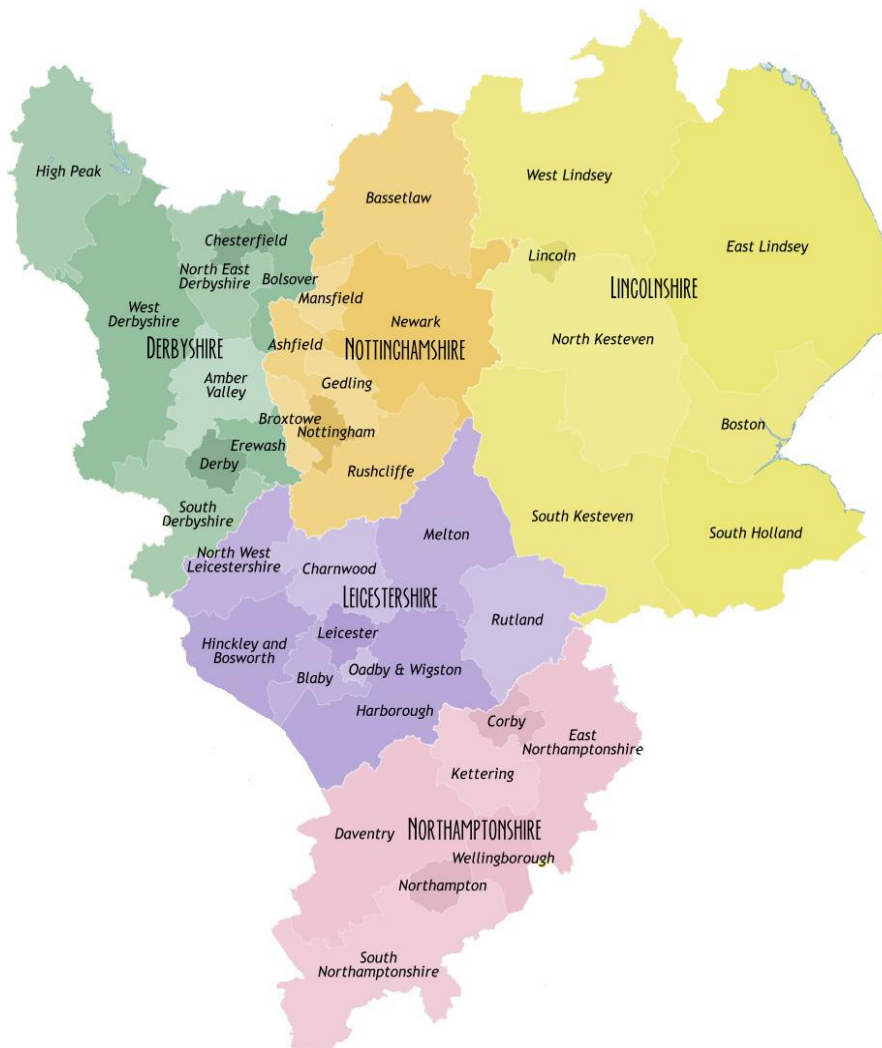 High Peak
Chesterfield
North East
Derbyshire
Bolsover
West
Derbyshire
DERBYSHIRE
Amber
Valley
Erewash
Derby
South
Derbyshire
Bassetlaw
Mansfield
Newark
Ashfield
NOTTINGHAMSHIRE
Gedling
Broxtowe
Nottingham
Rushcliffe
West Lindsey
Lincoln
East Lindsey
LINCOLNSHIRE
North Kesteven
Boston
South Kesteven
South Holland
Melton
North West
Leicestershire
Charnwood
LEICESTERSHIRE
Rutland
Leicester
Hinckley and
Bosworth
Oadby & Wigston
Blaby
Harborough
Corby
East
Northamptonshire
Kettering
Daventry
NORTHAMPTONSHIRE
Wellingborough
Northampton
South
Northamptonshire